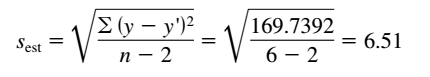 s_est = √(Σ (y − y')² / (n − 2)) = √(169.7392 / (6 − 2)) = 6.51